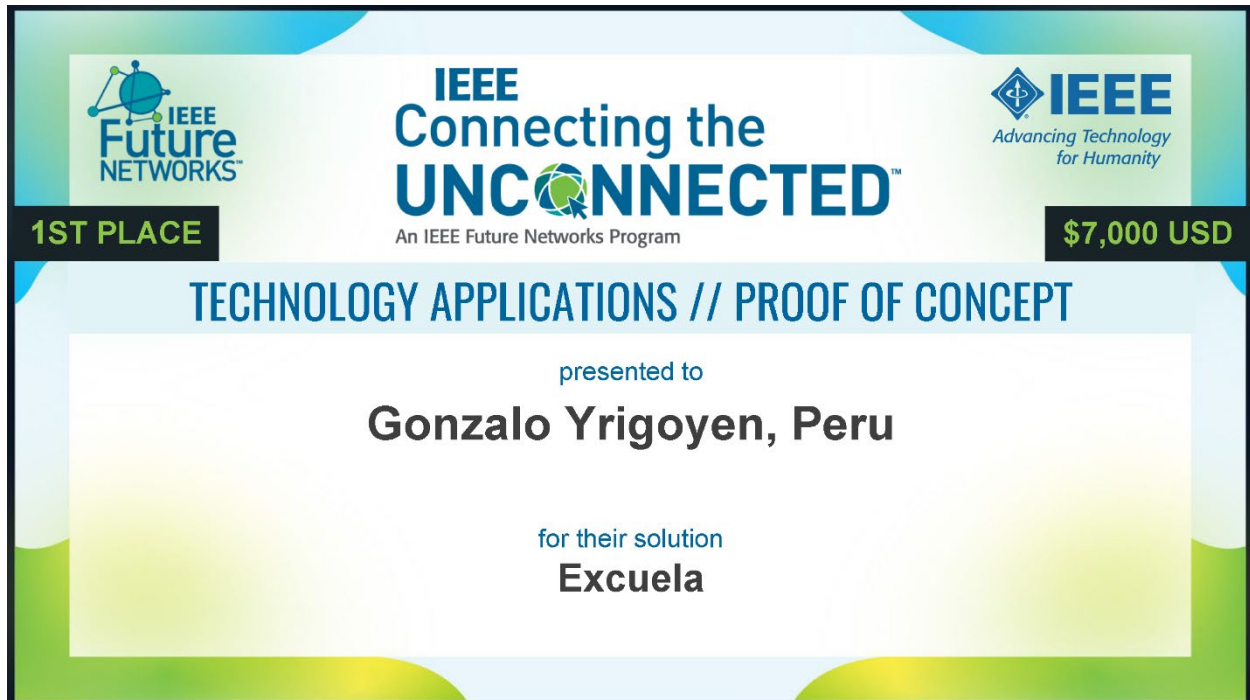 IEEE
Future
NETWORKS™
IEEE
Connecting the
UNCONNECTED™
An IEEE Future Networks Program
IEEE
Advancing Technology
for Humanity
1ST PLACE
$7,000 USD
TECHNOLOGY APPLICATIONS // PROOF OF CONCEPT
presented to
Gonzalo Yrigoyen, Peru
for their solution
Excuela